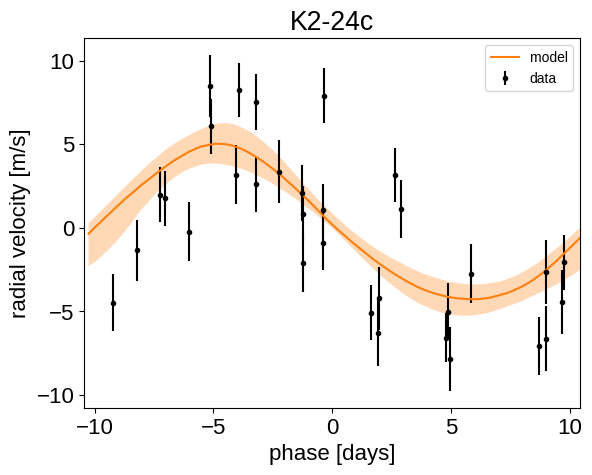 K2-24c
model
data
10
5
0
−5
−10
radial velocity [m/s]
−10
−5
0
5
10
phase [days]